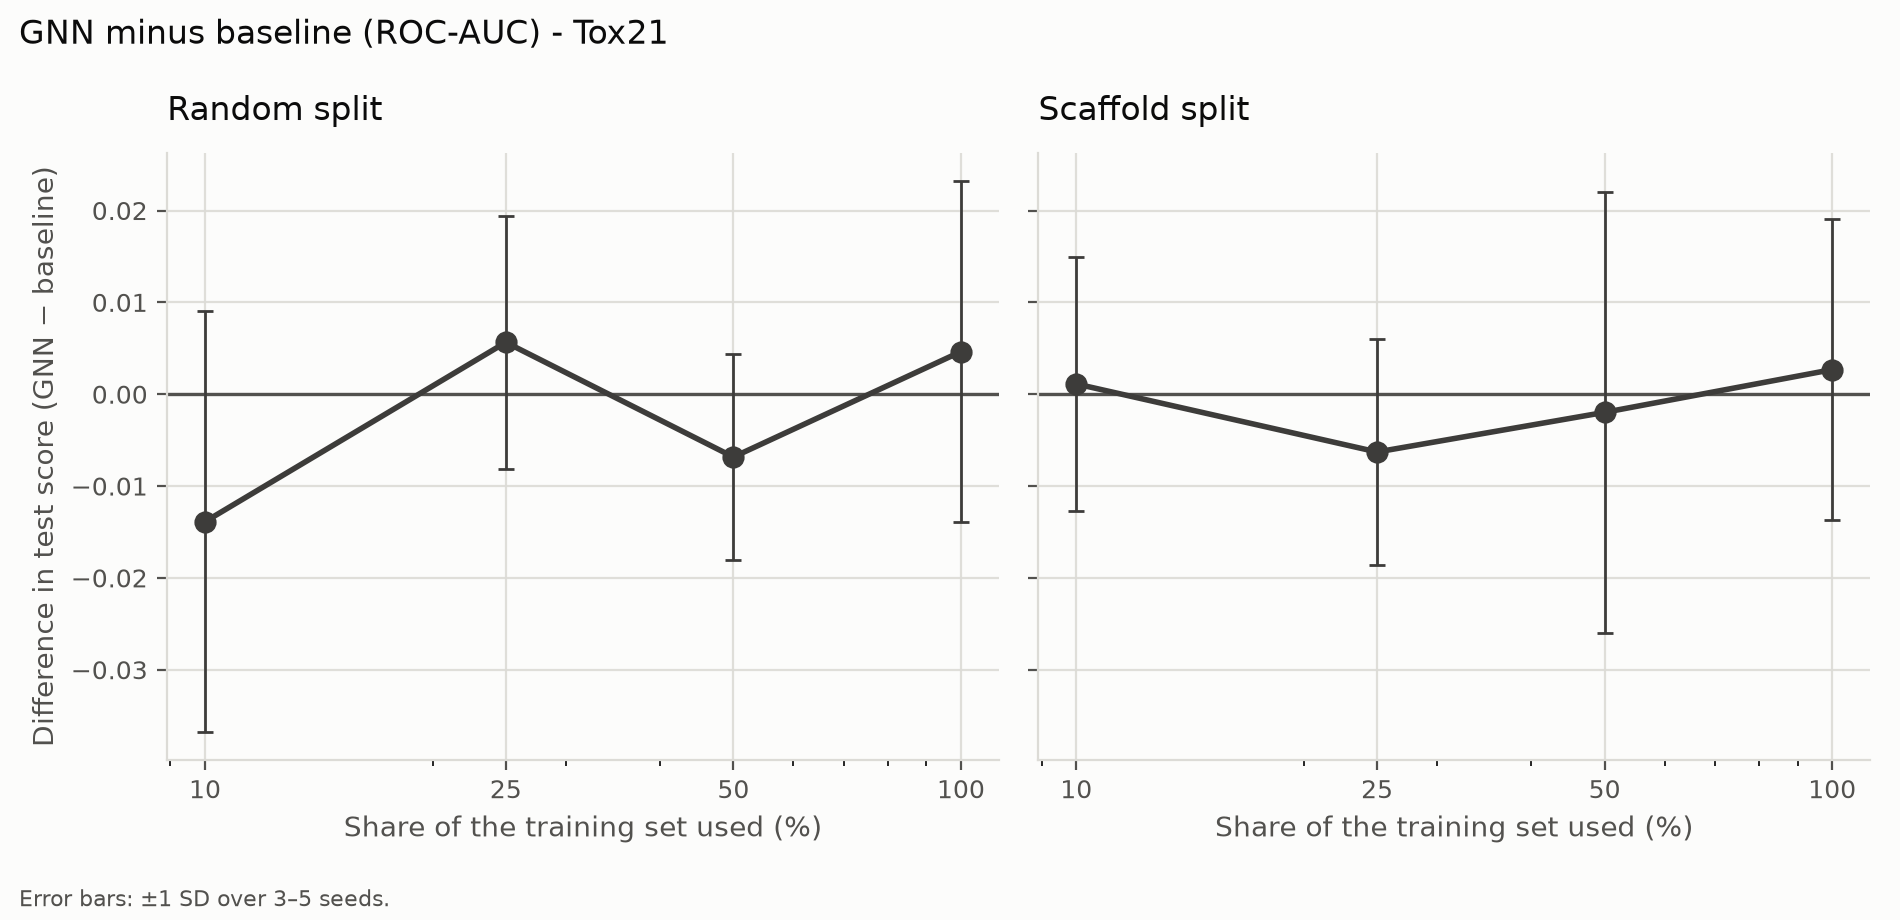 GNN minus baseline (ROC-AUC) - Tox21
Random split
Scaffold split
Difference in test score (GNN − baseline)
0.02
0.01
0.00
−0.01
−0.02
−0.03
10 25 50 100
10 25 50 100
Share of the training set used (%)
Share of the training set used (%)
Error bars: ±1 SD over 3–5 seeds.